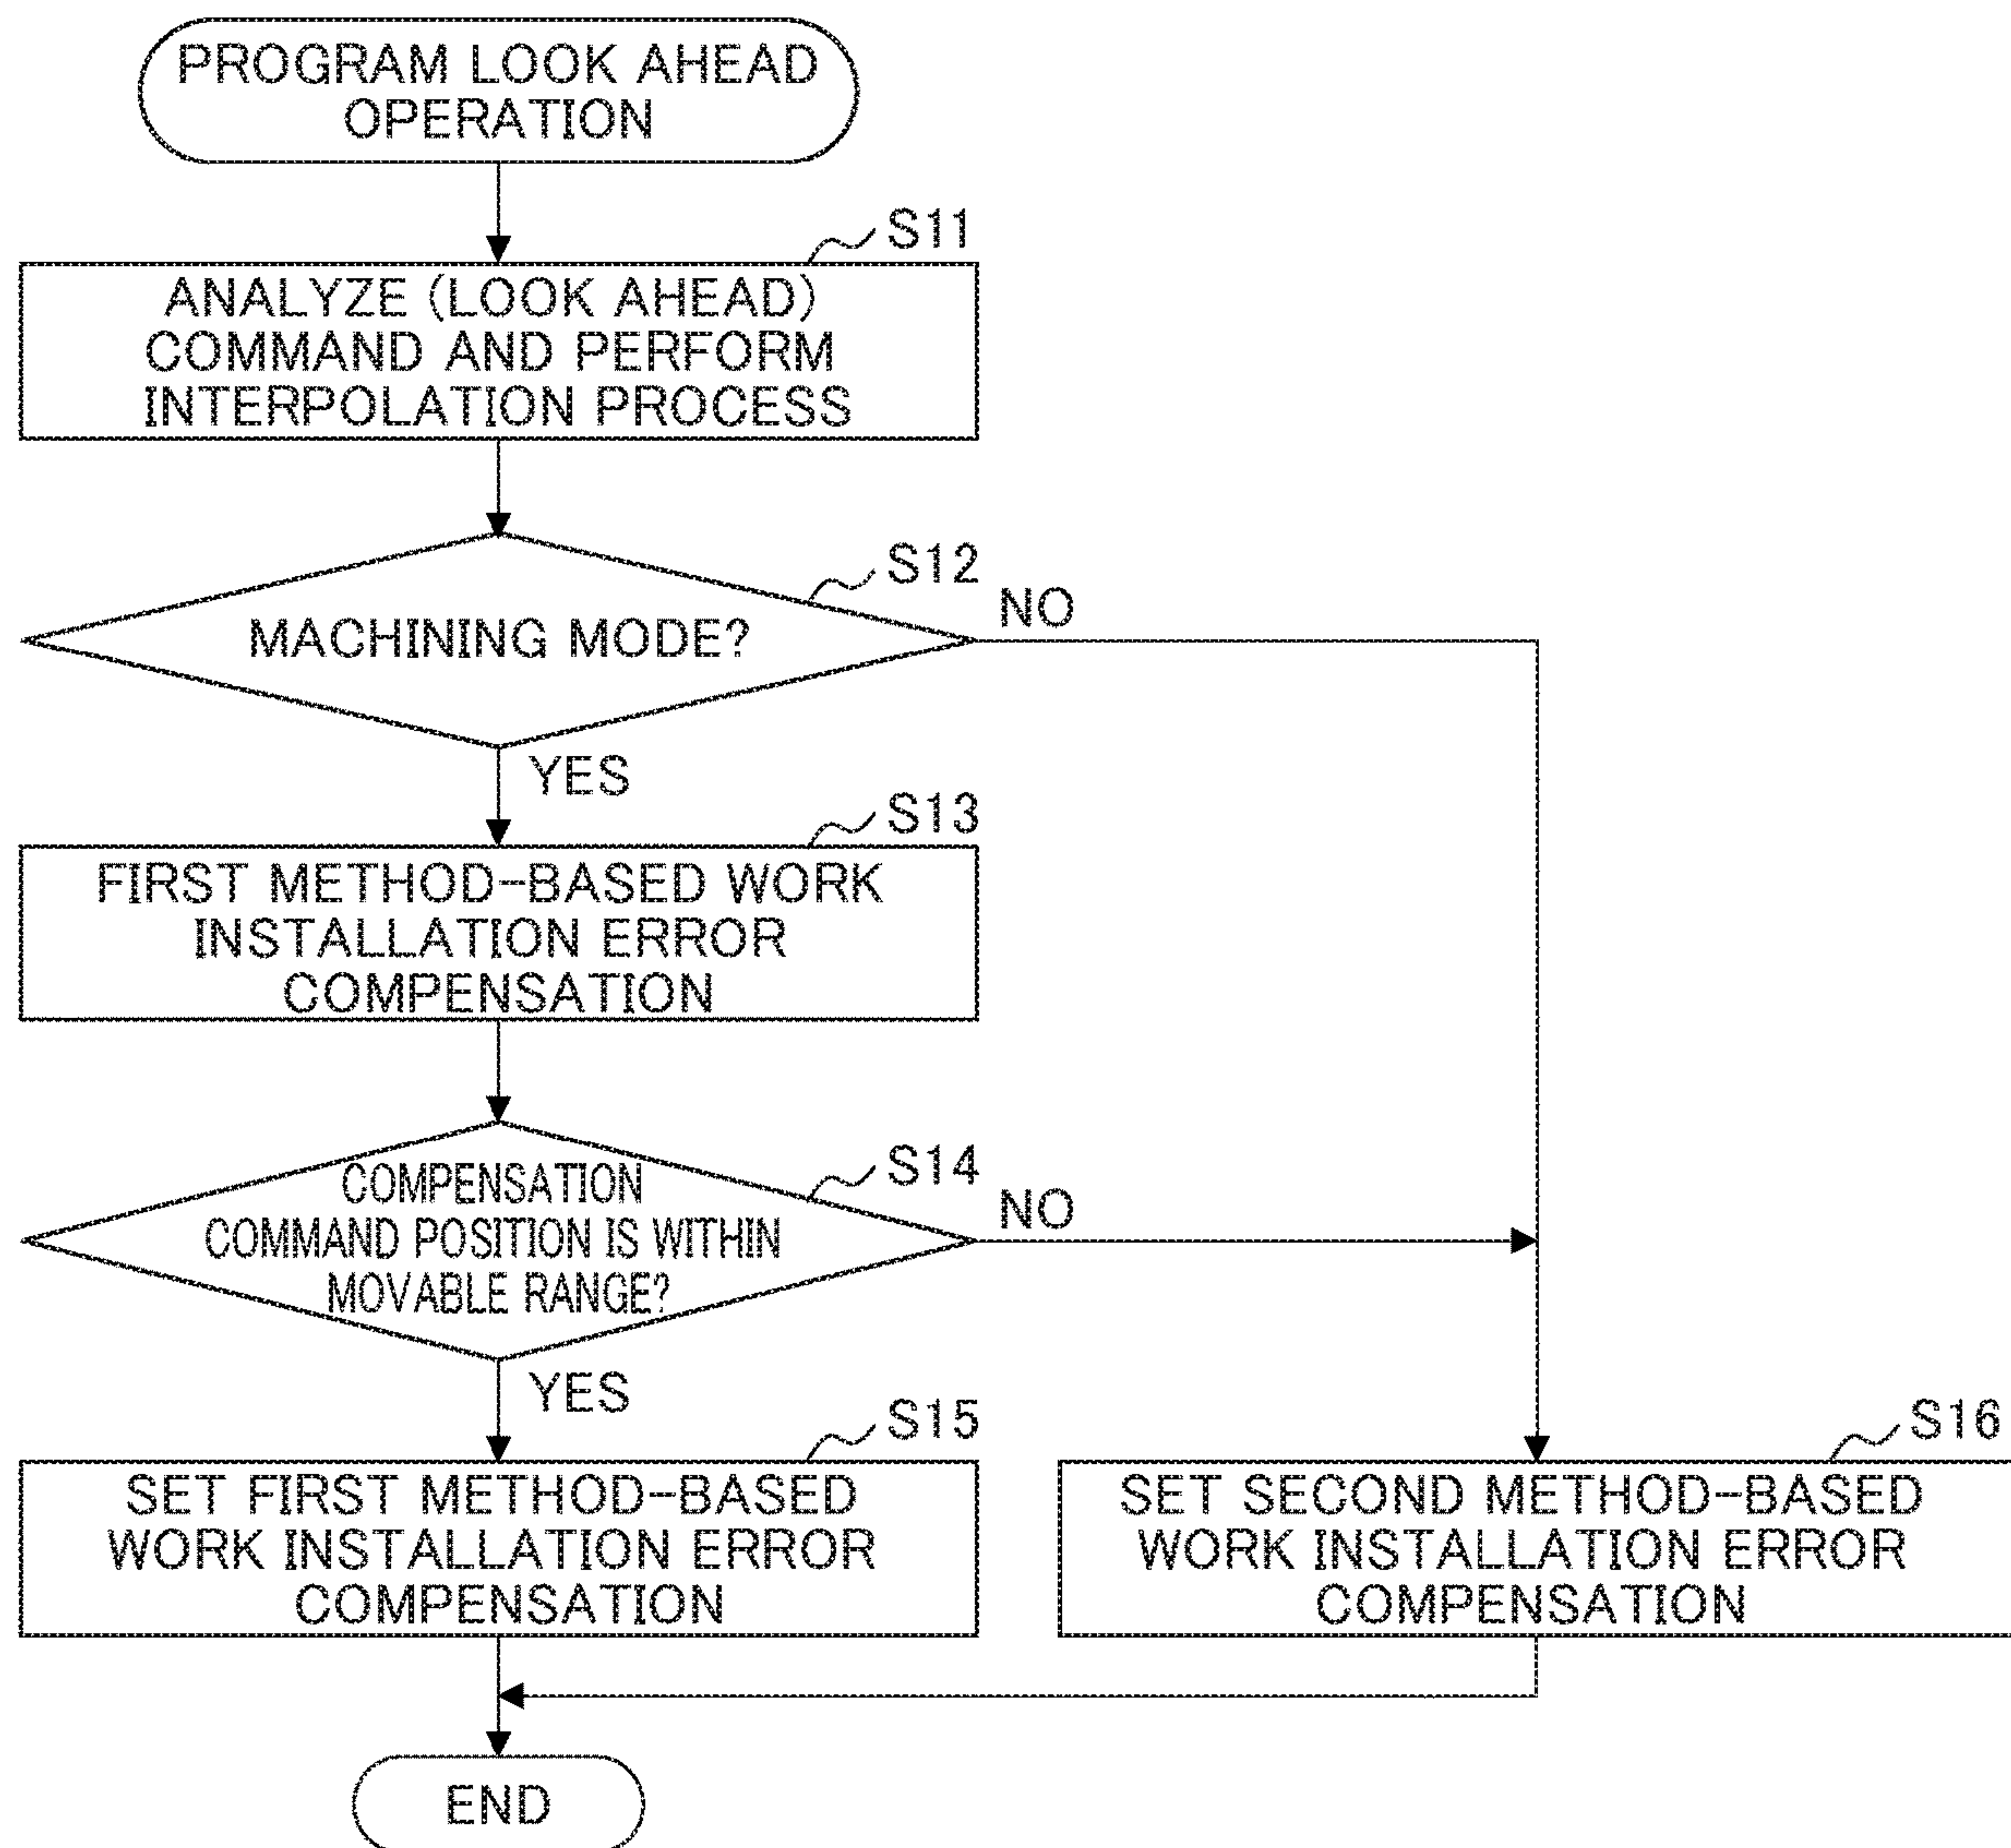 PROGRAM LOOK AHEAD
OPERATION
S11
ANALYZE (LOOK AHEAD)
COMMAND AND PERFORM
INTERPOLATION PROCESS
S12
MACHINING MODE?
NO
YES
S13
FIRST METHOD-BASED WORK
INSTALLATION ERROR
COMPENSATION
S14
COMPENSATION
COMMAND POSITION IS WITHIN
MOVABLE RANGE?
NO
YES
S15
SET FIRST METHOD-BASED
WORK INSTALLATION ERROR
COMPENSATION
S16
SET SECOND METHOD-BASED
WORK INSTALLATION ERROR
COMPENSATION
END